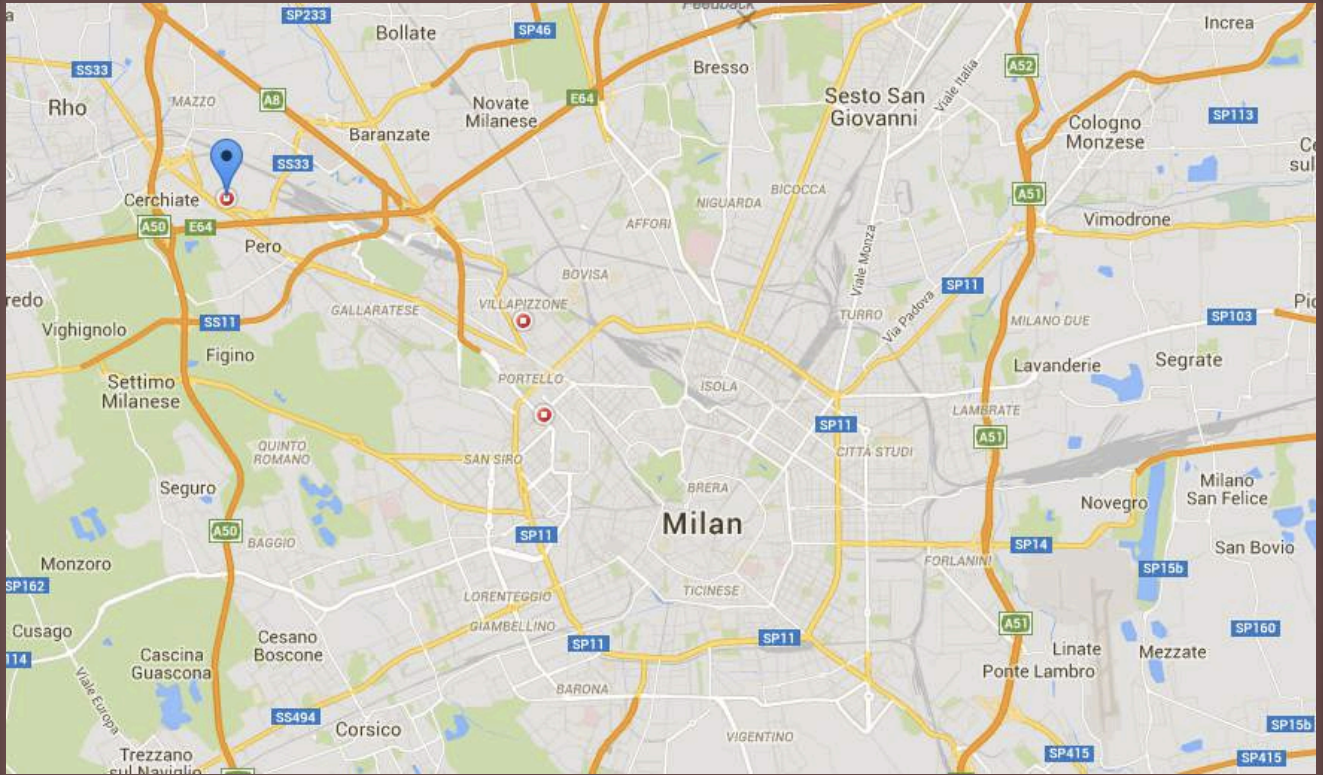 SP233
Feedback
Bollate
SP46
Increa
SS33
Bresso
A52
Viale Italia
Rho
MAZZO
A8
Novate
Milanese
E64
Sesto San
Giovanni
SP113
Baranzate
Cologno
Monzese
SS33
BICOCCA
Cerchiate
NIGUARDA
A51
A50
E64
AFFORI
Vimodrone
Pero
Viale Monza
BOVISA
SP11
redo
GALLARATESE
VILLAPIZZONE
TURRO
Via Padova
Vighignolo
SS11
MILANO DUE
SP103
Figino
Lavanderie
Segrate
Settimo
Milanese
PORTELLO
ISOLA
LAMBRATE
SP11
A51
QUINTO
ROMANO
SAN SIRO
CITTÀ STUDI
Seguro
BRERA
Novegro
Milano
San Felice
Milan
A50
BAGGIO
SP11
SP14
San Bovio
Monzoro
FORLANINI
SP15b
SP162
TICINESE
LORENTEGGIO
GIAMBELLINO
A51
SP160
Cusago
Cesano
Boscone
SP11
SP11
Linate
Mezzate
114
Cascina
Guascona
Ponte Lambro
Viale Europa
BARONA
SS494
Corsico
VIGENTINO
SP15b
Trezzano
sul Naviglio
SP415
SP415